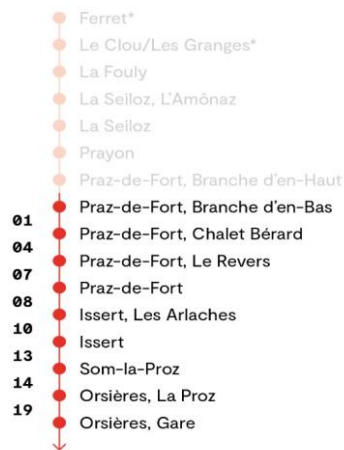 Ferret*
Le Clou/Les Granges*
La Fouly
La Seiloz, L'Amônaz
La Seiloz
Prayon
Praz-de-Fort, Branche d'en-Haut
Praz-de-Fort, Branche d'en-Bas
01
Praz-de-Fort, Chalet Bérard
04
Praz-de-Fort, Le Revers
07
Praz-de-Fort
08
Issert, Les Arlaches
10
Issert
13
Som-la-Proz
14
Orsières, La Proz
19
Orsières, Gare